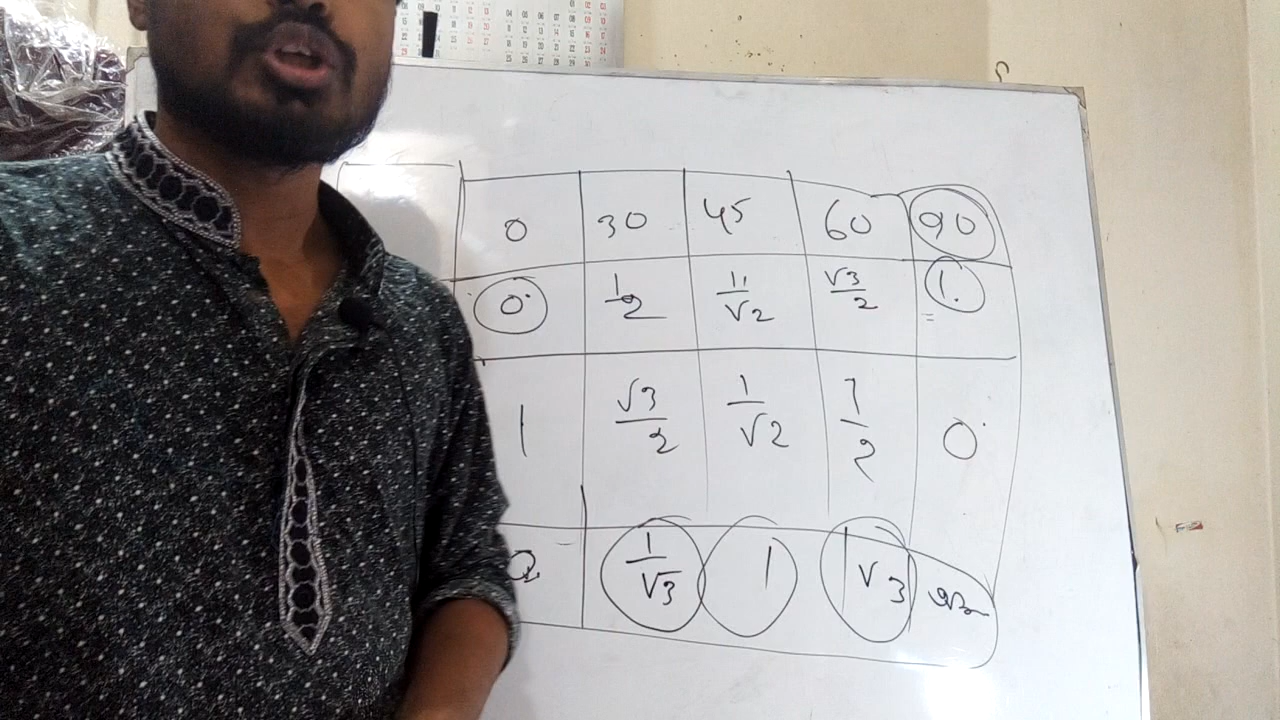 0 30 45 60 90
0 1/2 1/√2 √3/2 1
1 √3/2 1/√2 1/2 0
1/√3 1 √3